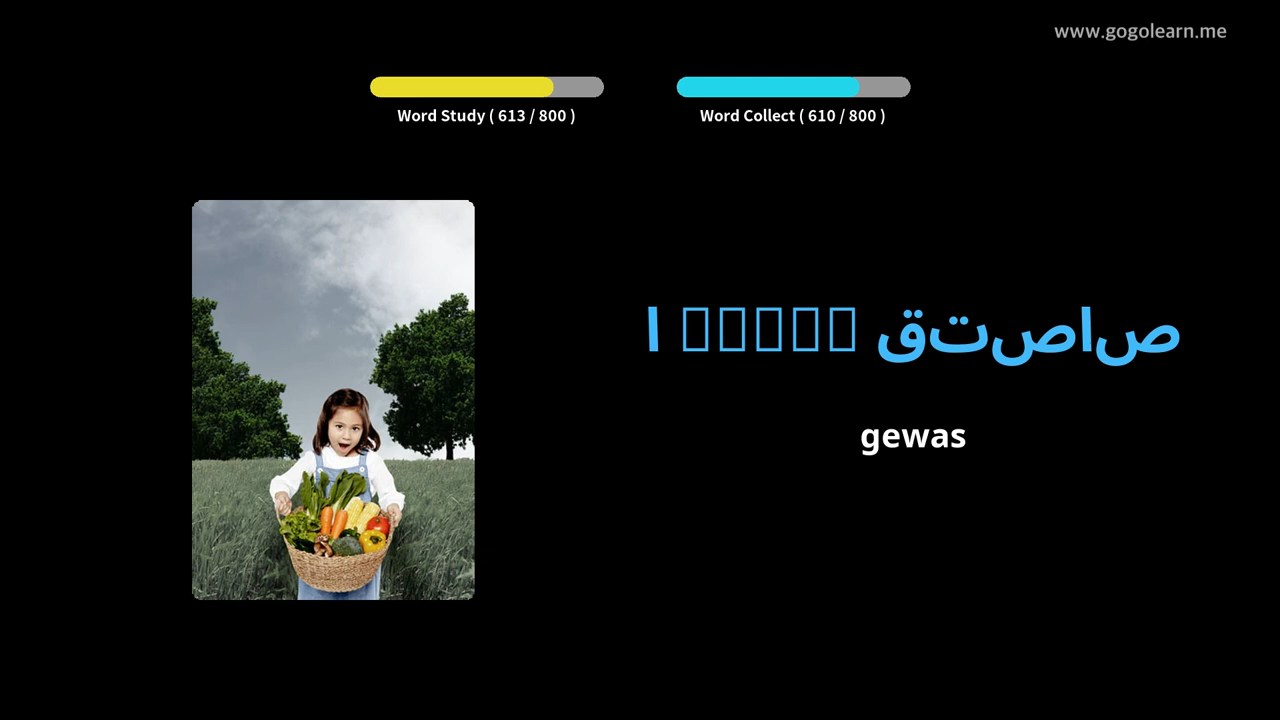 www.gogolearn.me
Word Study ( 613 / 800 )
Word Collect ( 610 / 800 )
صاصتق ا
gewas